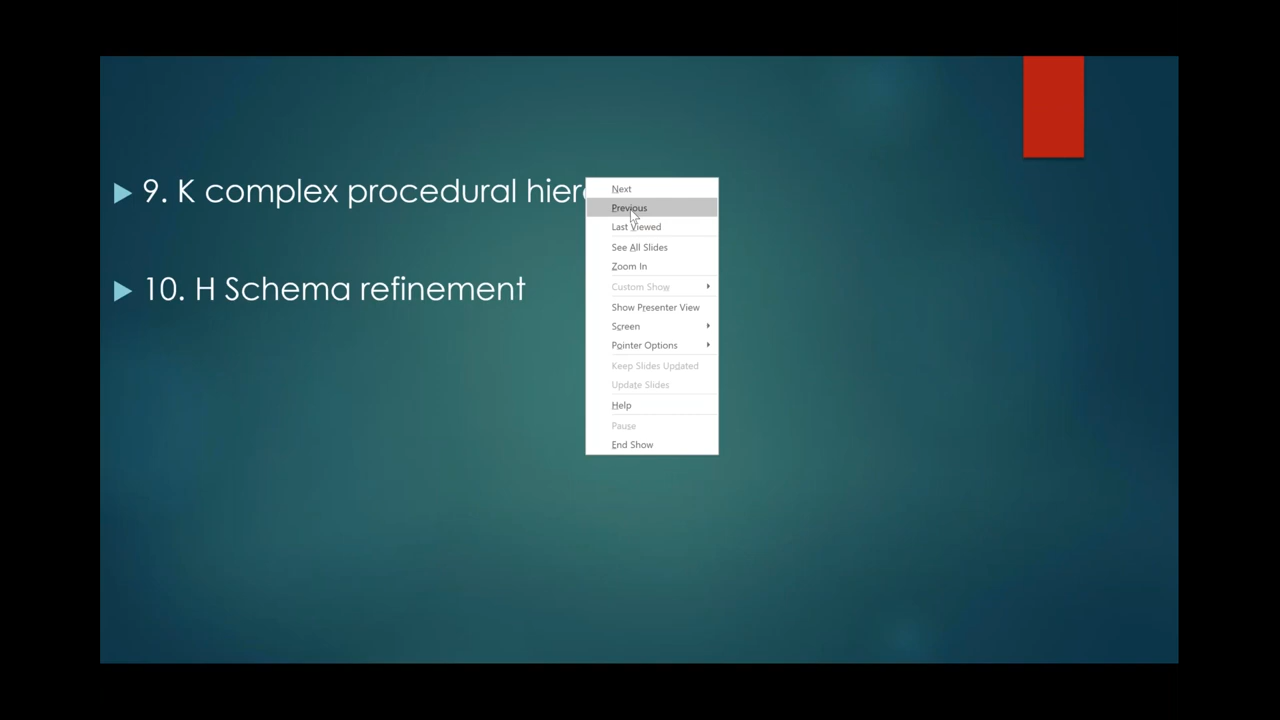 9. K complex procedural
10. H Schema refinement
Next
Previous
Last Viewed
See All Slides
Zoom In
Custom Show
Show Presenter View
Screen
Pointer Options
Keep Slides Updated
Update Slides
Help
Pause
End Show